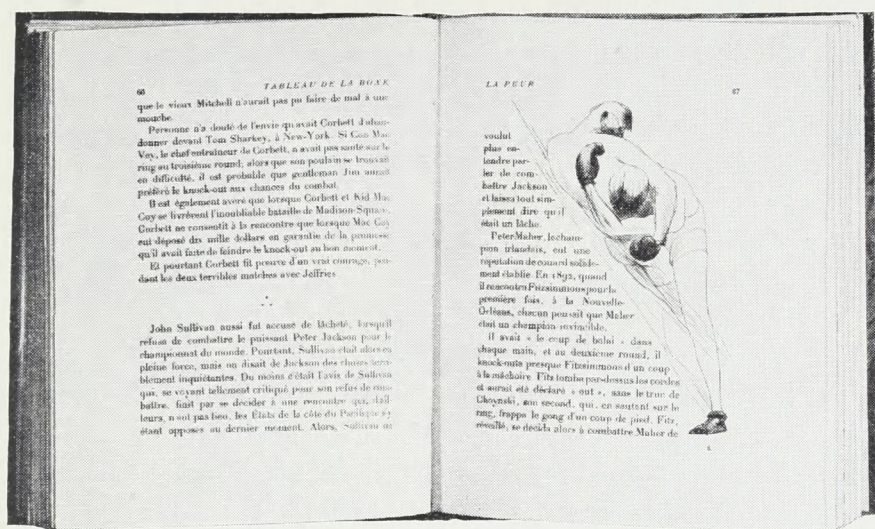 66
TABLEAU DE LA BOXE
que le vieux Mitchell n'aurait pas pu faire de mal à une
mouche.
Personne n'a douté de l'envie qu'avait Corbett d'aban-
donner devant Tom Sharkey, à New-York. Si Con Mac
Vey, le chef entraineur de Corbett, n'avait pas sauté sur le
ring au troisième round, alors que son poulain se trouvait
en difficulté, il est probable que gentleman Jim aurait
préféré le knock-out aux chances du combat.
Il est également avéré que lorsque Corbett et Kid Mac
Coy se livrèrent l'inoubliable bataille de Madison-Square,
Corbett ne consentit à la rencontre que lorsque Mac Coy
eut déposé dix mille dollars en garantie de la promesse
qu'il avait faite de feindre le knock-out au bon moment.
Et pourtant Corbett fit preuve d'un vrai courage, pen-
dant les deux terribles matches avec Jeffries
John Sullivan aussi fut accusé de lâcheté, lorsqu'il
refusa de combattre le puissant Peter Jackson pour le
championnat du monde. Pourtant, Sullivan était alors en
pleine force, mais on disait de Jackson des choses terri-
blement inquiétantes. Du moins c'était l'avis de Sullivan
qui, se voyant tellement critiqué pour son refus de com-
battre, finit par se décider à une rencontre qui, d'ail-
leurs, n'eut pas lieu, les États de la côte du Pacifique s'y
étant opposés au dernier moment. Alors, Sullivan ne
LA PEUR
67
voulut
plus en-
tendre par-
ler de com-
battre Jackson
et laissa tout sim-
plement dire qu'il
était un lâche.
Peter Maher, le cham-
pion irlandais, eut une
réputation de couard solide-
ment établie. En 1892, quand
il rencontra Fitzsimmons pour la
première fois, à la Nouvelle-
Orléans, chacun pensait que Maher
était un champion invincible.
Il avait « le coup de balai » dans
chaque main, et au deuxième round, il
knock-outa presque Fitzsimmons d'un coup
à la mâchoire. Fitz tomba par-dessus les cordes
et aurait été déclaré « out », sans le truc de
Choynski, son second, qui, en sautant sur le
ring, frappa le gong d'un coup de pied. Fitz,
réveillé, se décida alors à combattre Maher de